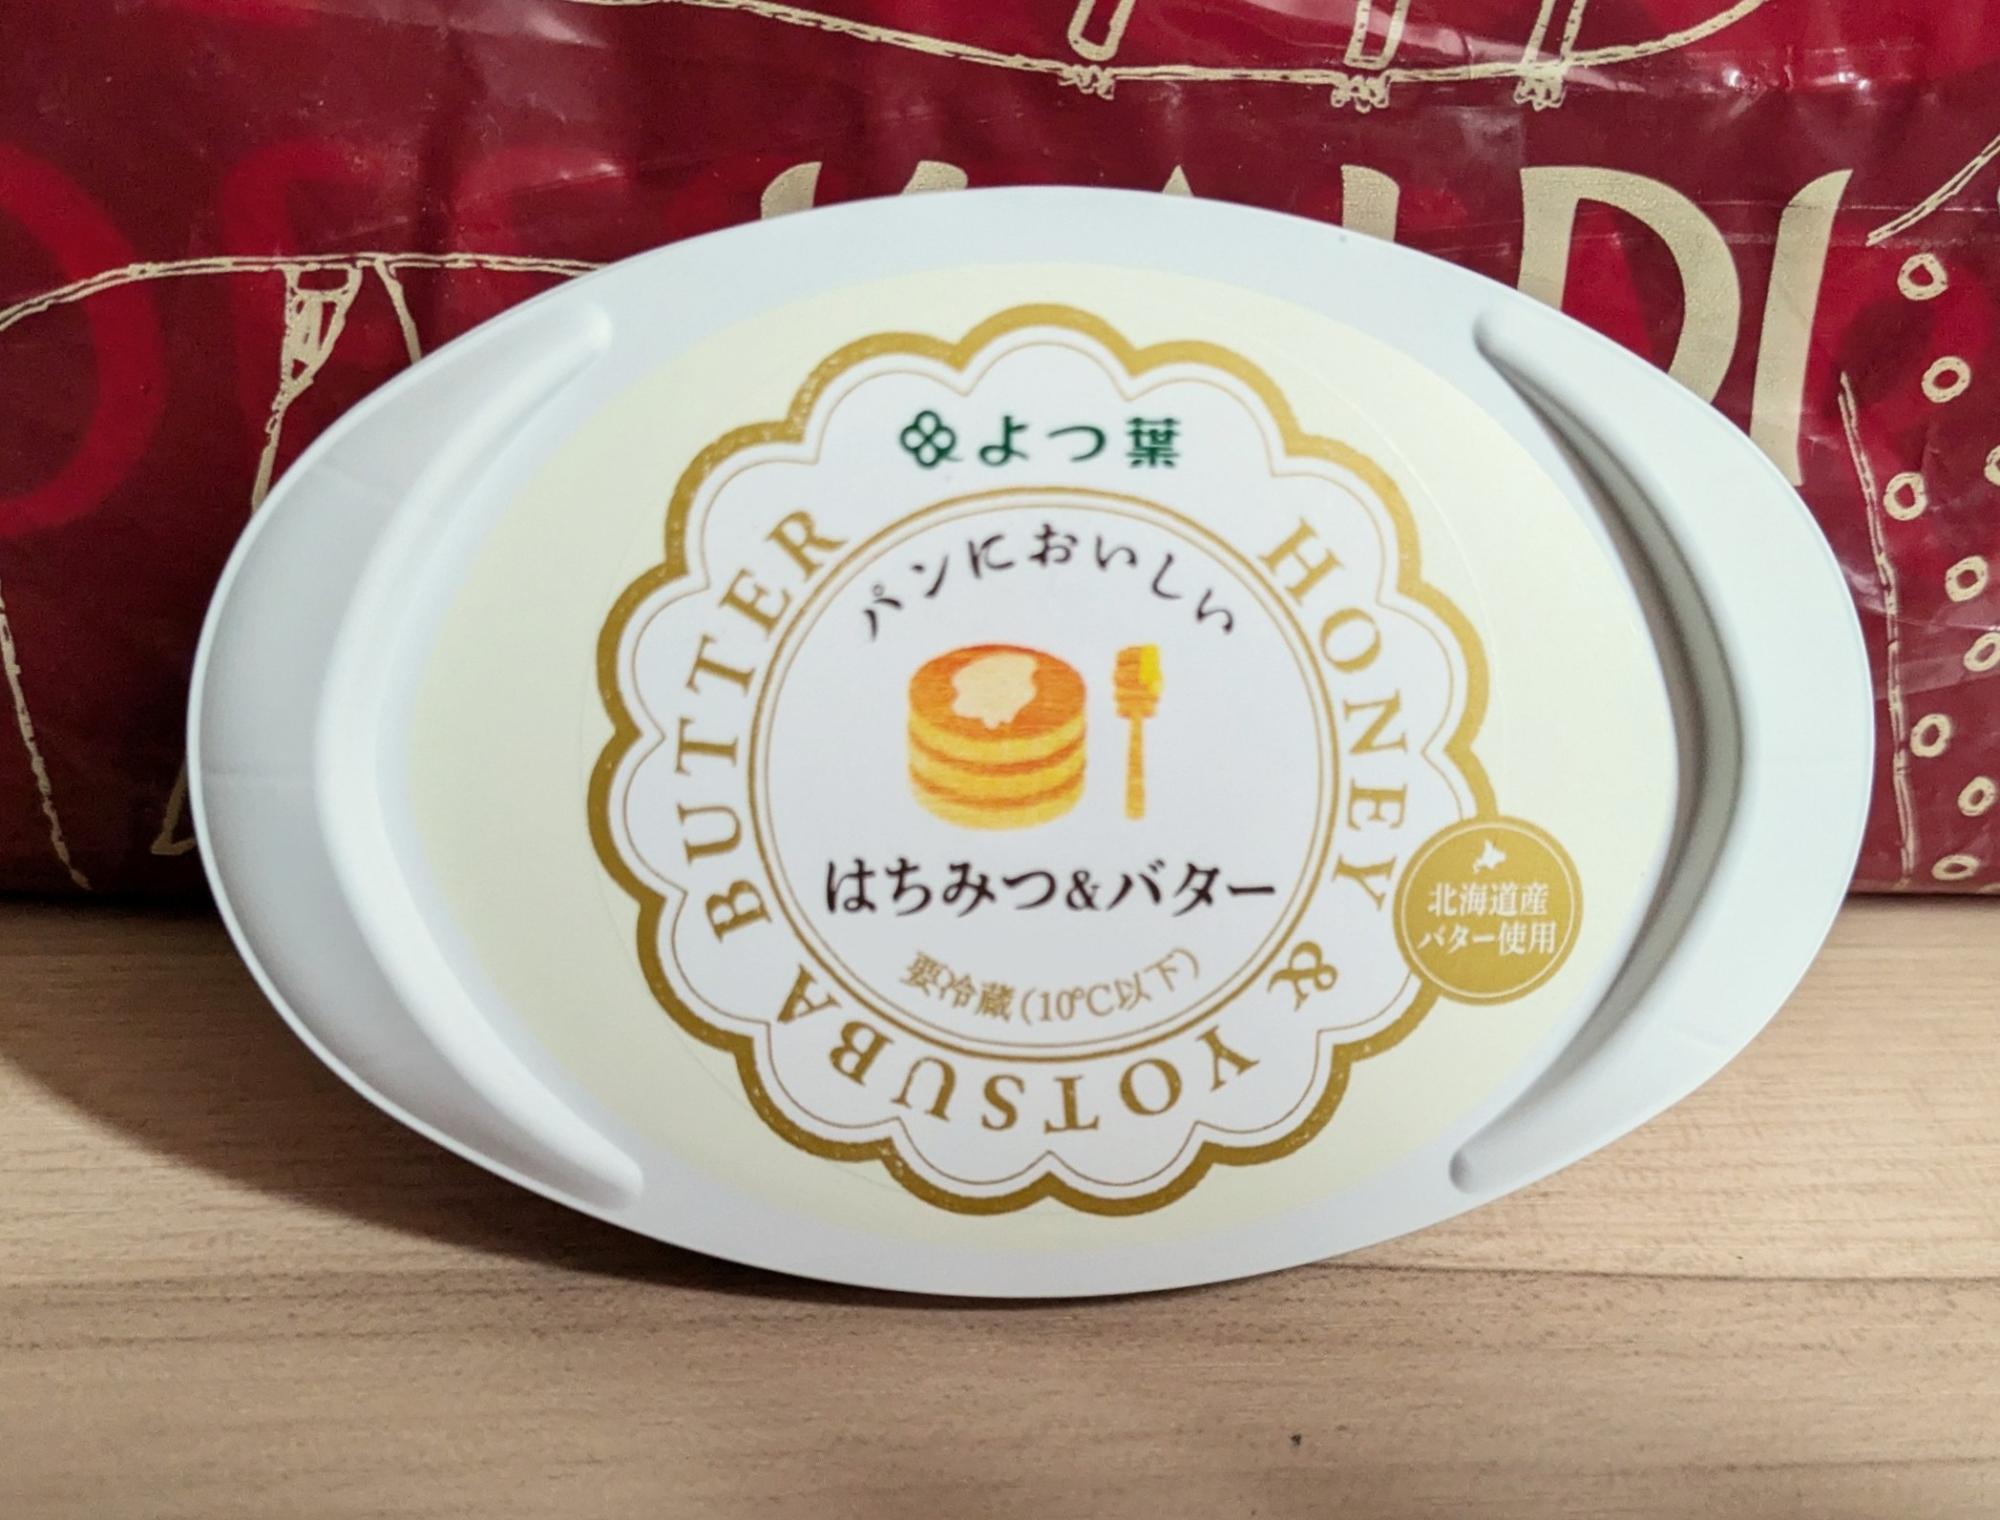 KALDI
よつ葉
HONEY & YOTSUBA BUTTER
パンにおいしい
はちみつ&バター
要冷蔵(10℃以下)
北海道産
バター使用